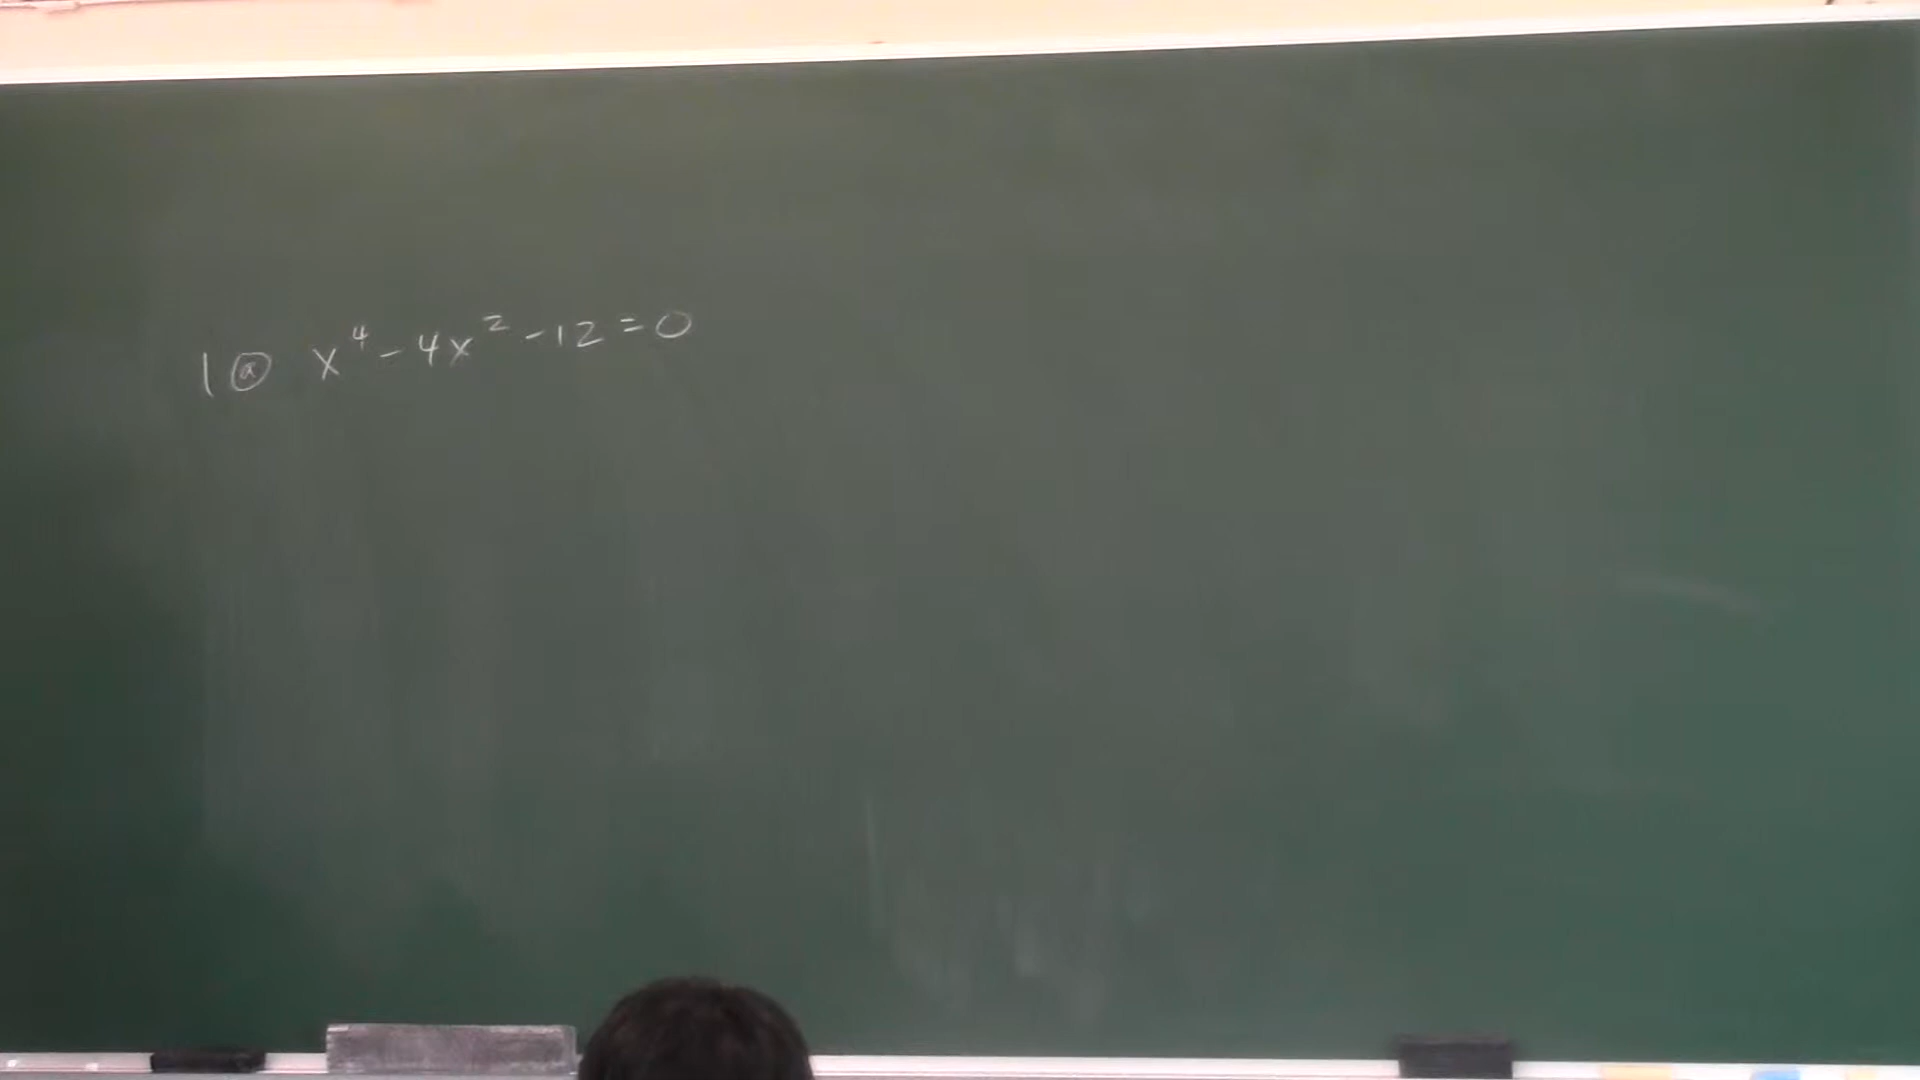 1 ⓐ x⁴ - 4x² - 12 = 0